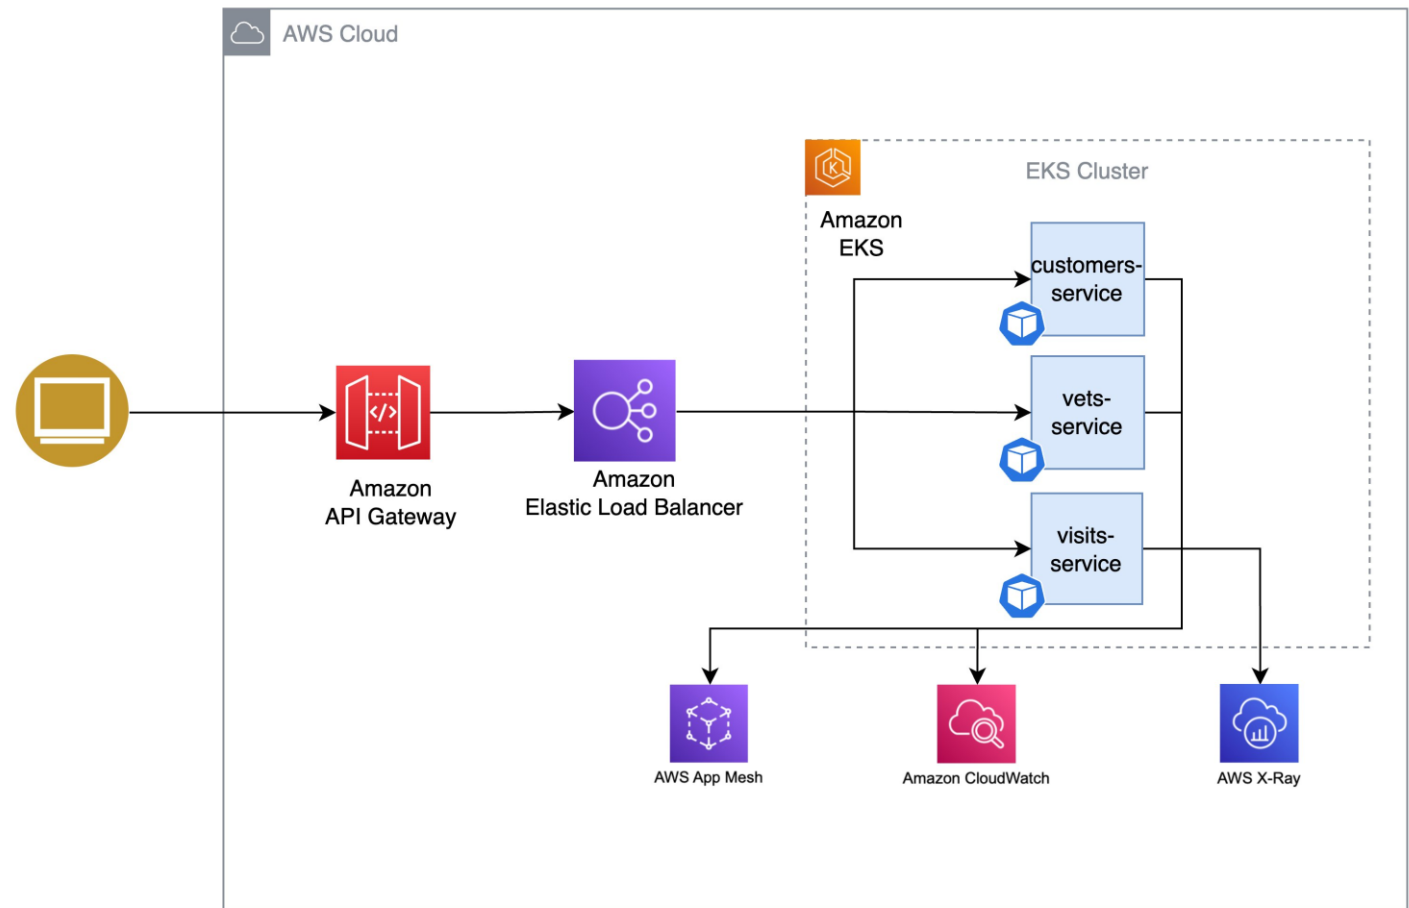 AWS Cloud
EKS Cluster
Amazon
EKS
customers-
service
vets-
service
visits-
service
Amazon
API Gateway
Amazon
Elastic Load Balancer
AWS App Mesh
Amazon CloudWatch
AWS X-Ray